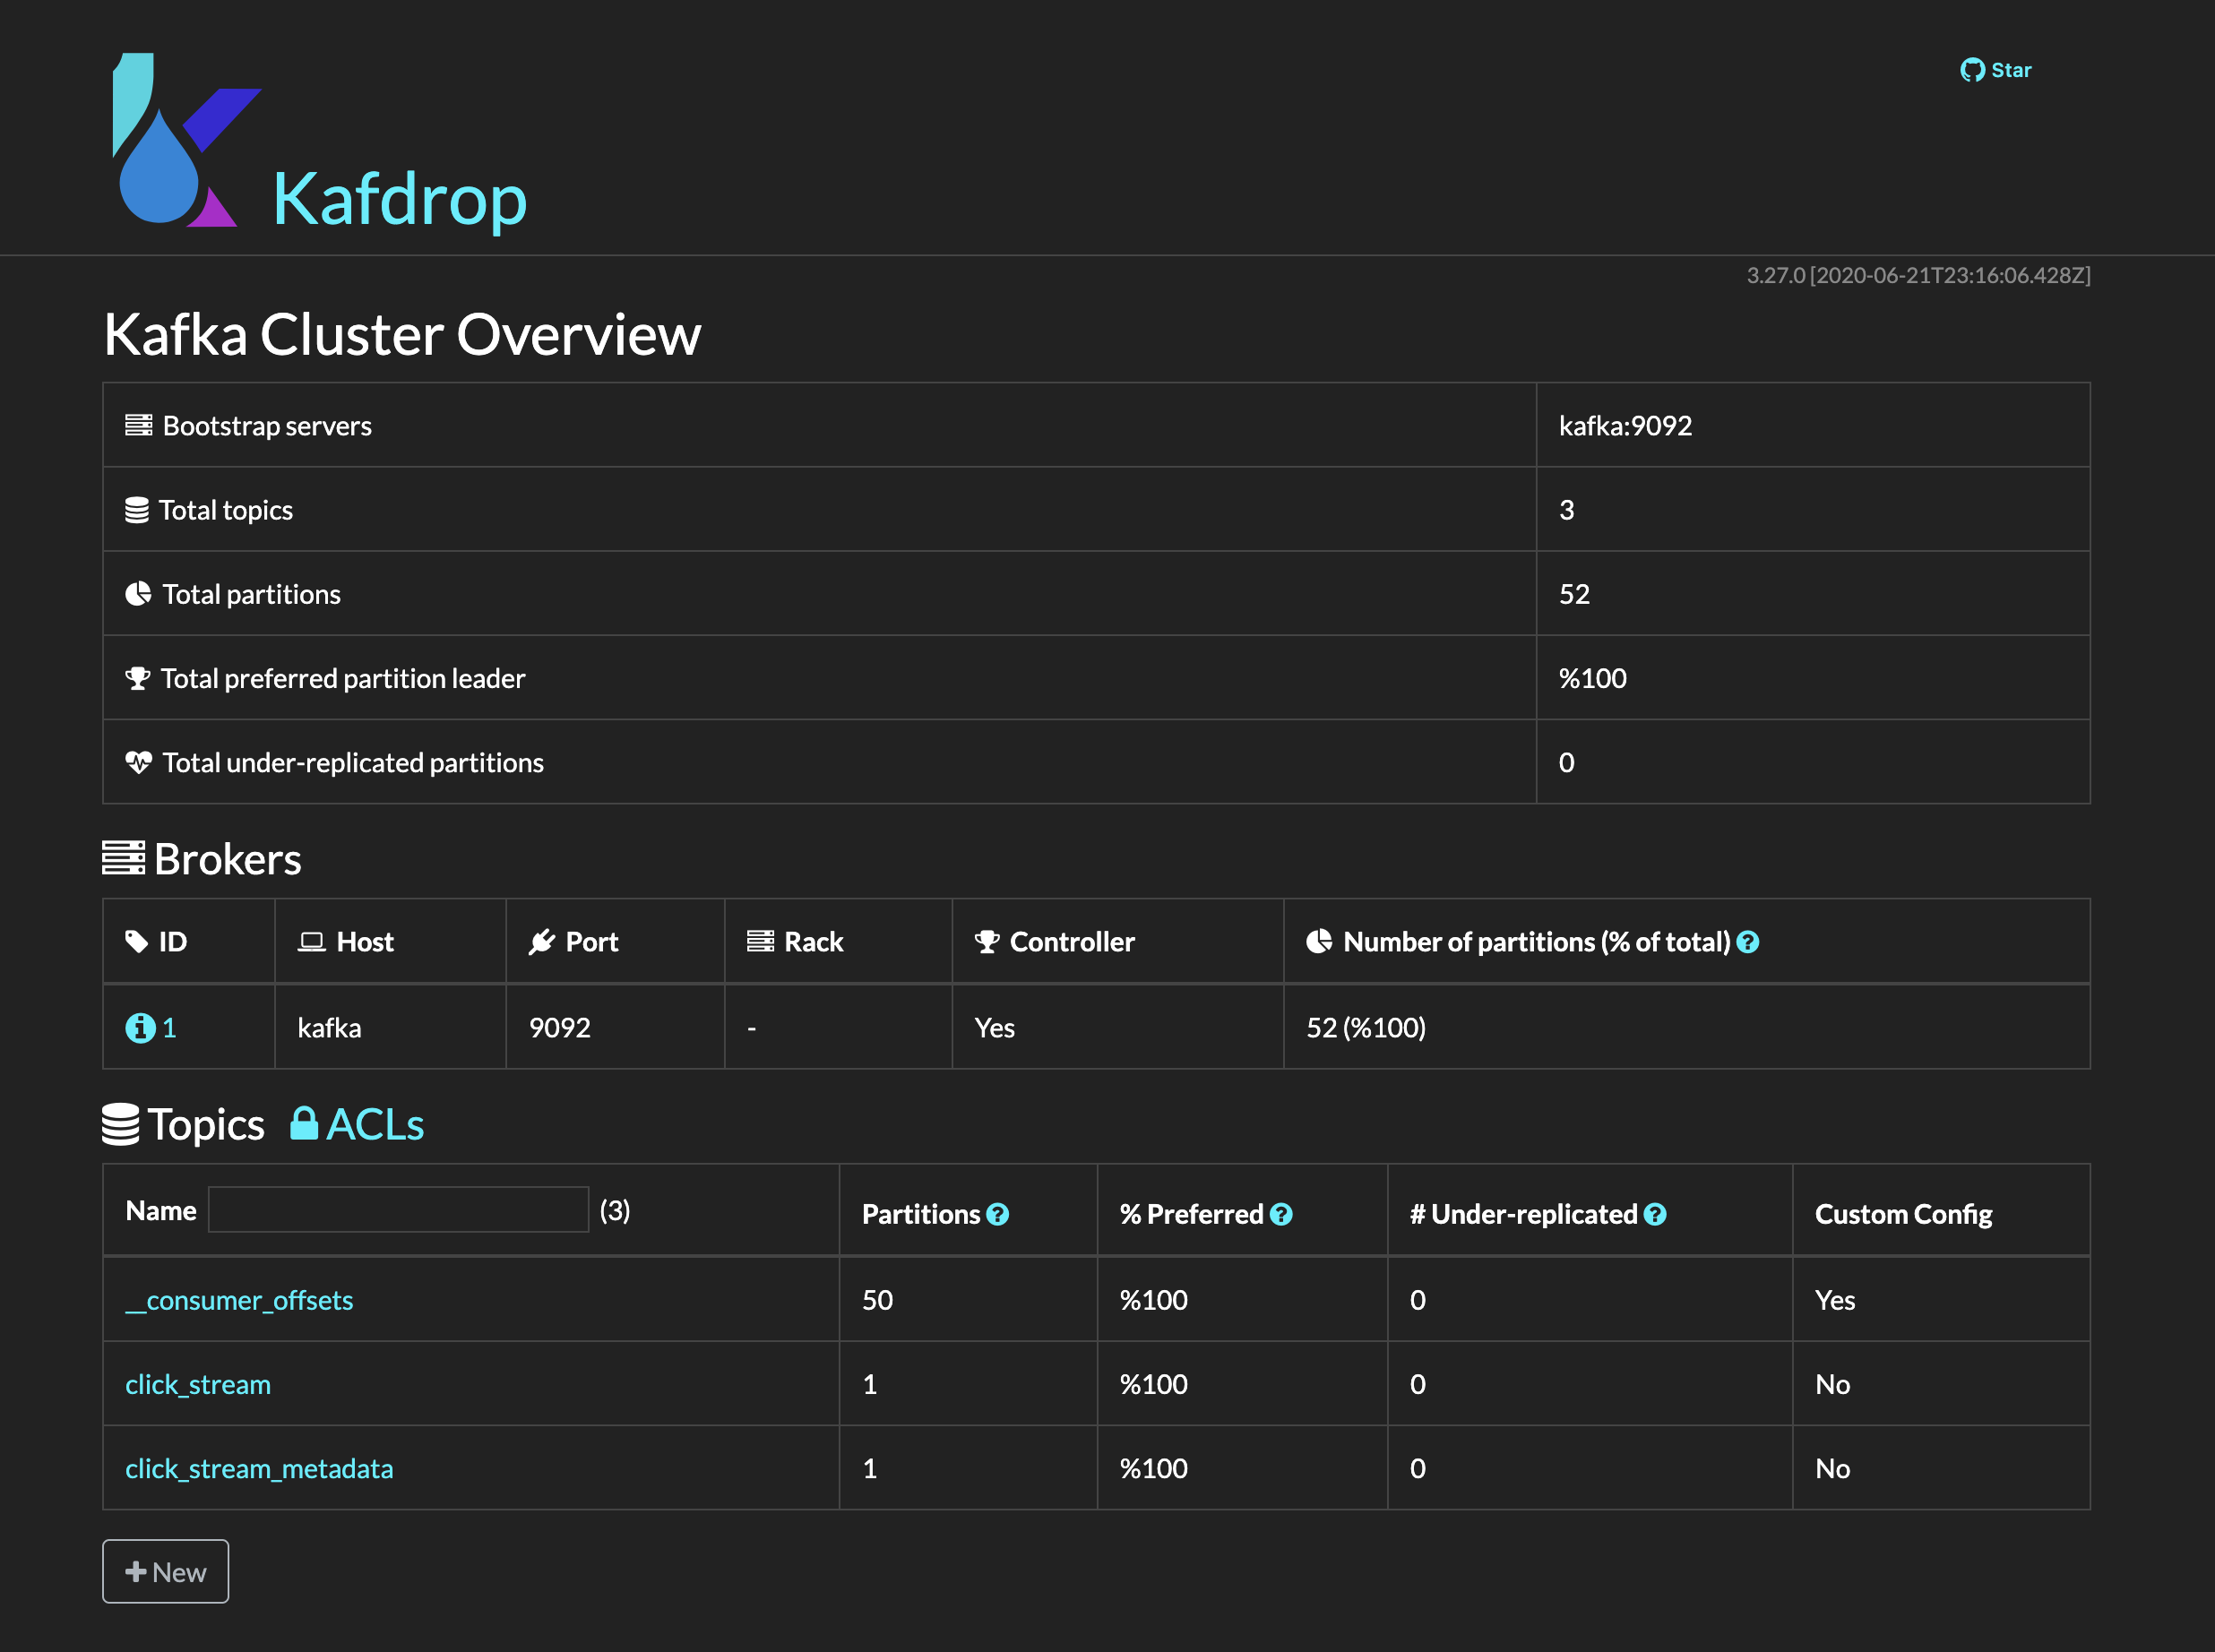 Star
Kafdrop
3.27.0 [2020-06-21T23:16:06.428Z]
Kafka Cluster Overview
Bootstrap servers kafka:9092
Total topics 3
Total partitions 52
Total preferred partition leader %100
Total under-replicated partitions 0
Brokers
ID Host Port Rack Controller Number of partitions (% of total) ?
1 kafka 9092 - Yes 52 (%100)
Topics ACLs
Name (3) Partitions ? % Preferred ? # Under-replicated ? Custom Config
__consumer_offsets 50 %100 0 Yes
click_stream 1 %100 0 No
click_stream_metadata 1 %100 0 No
+ New